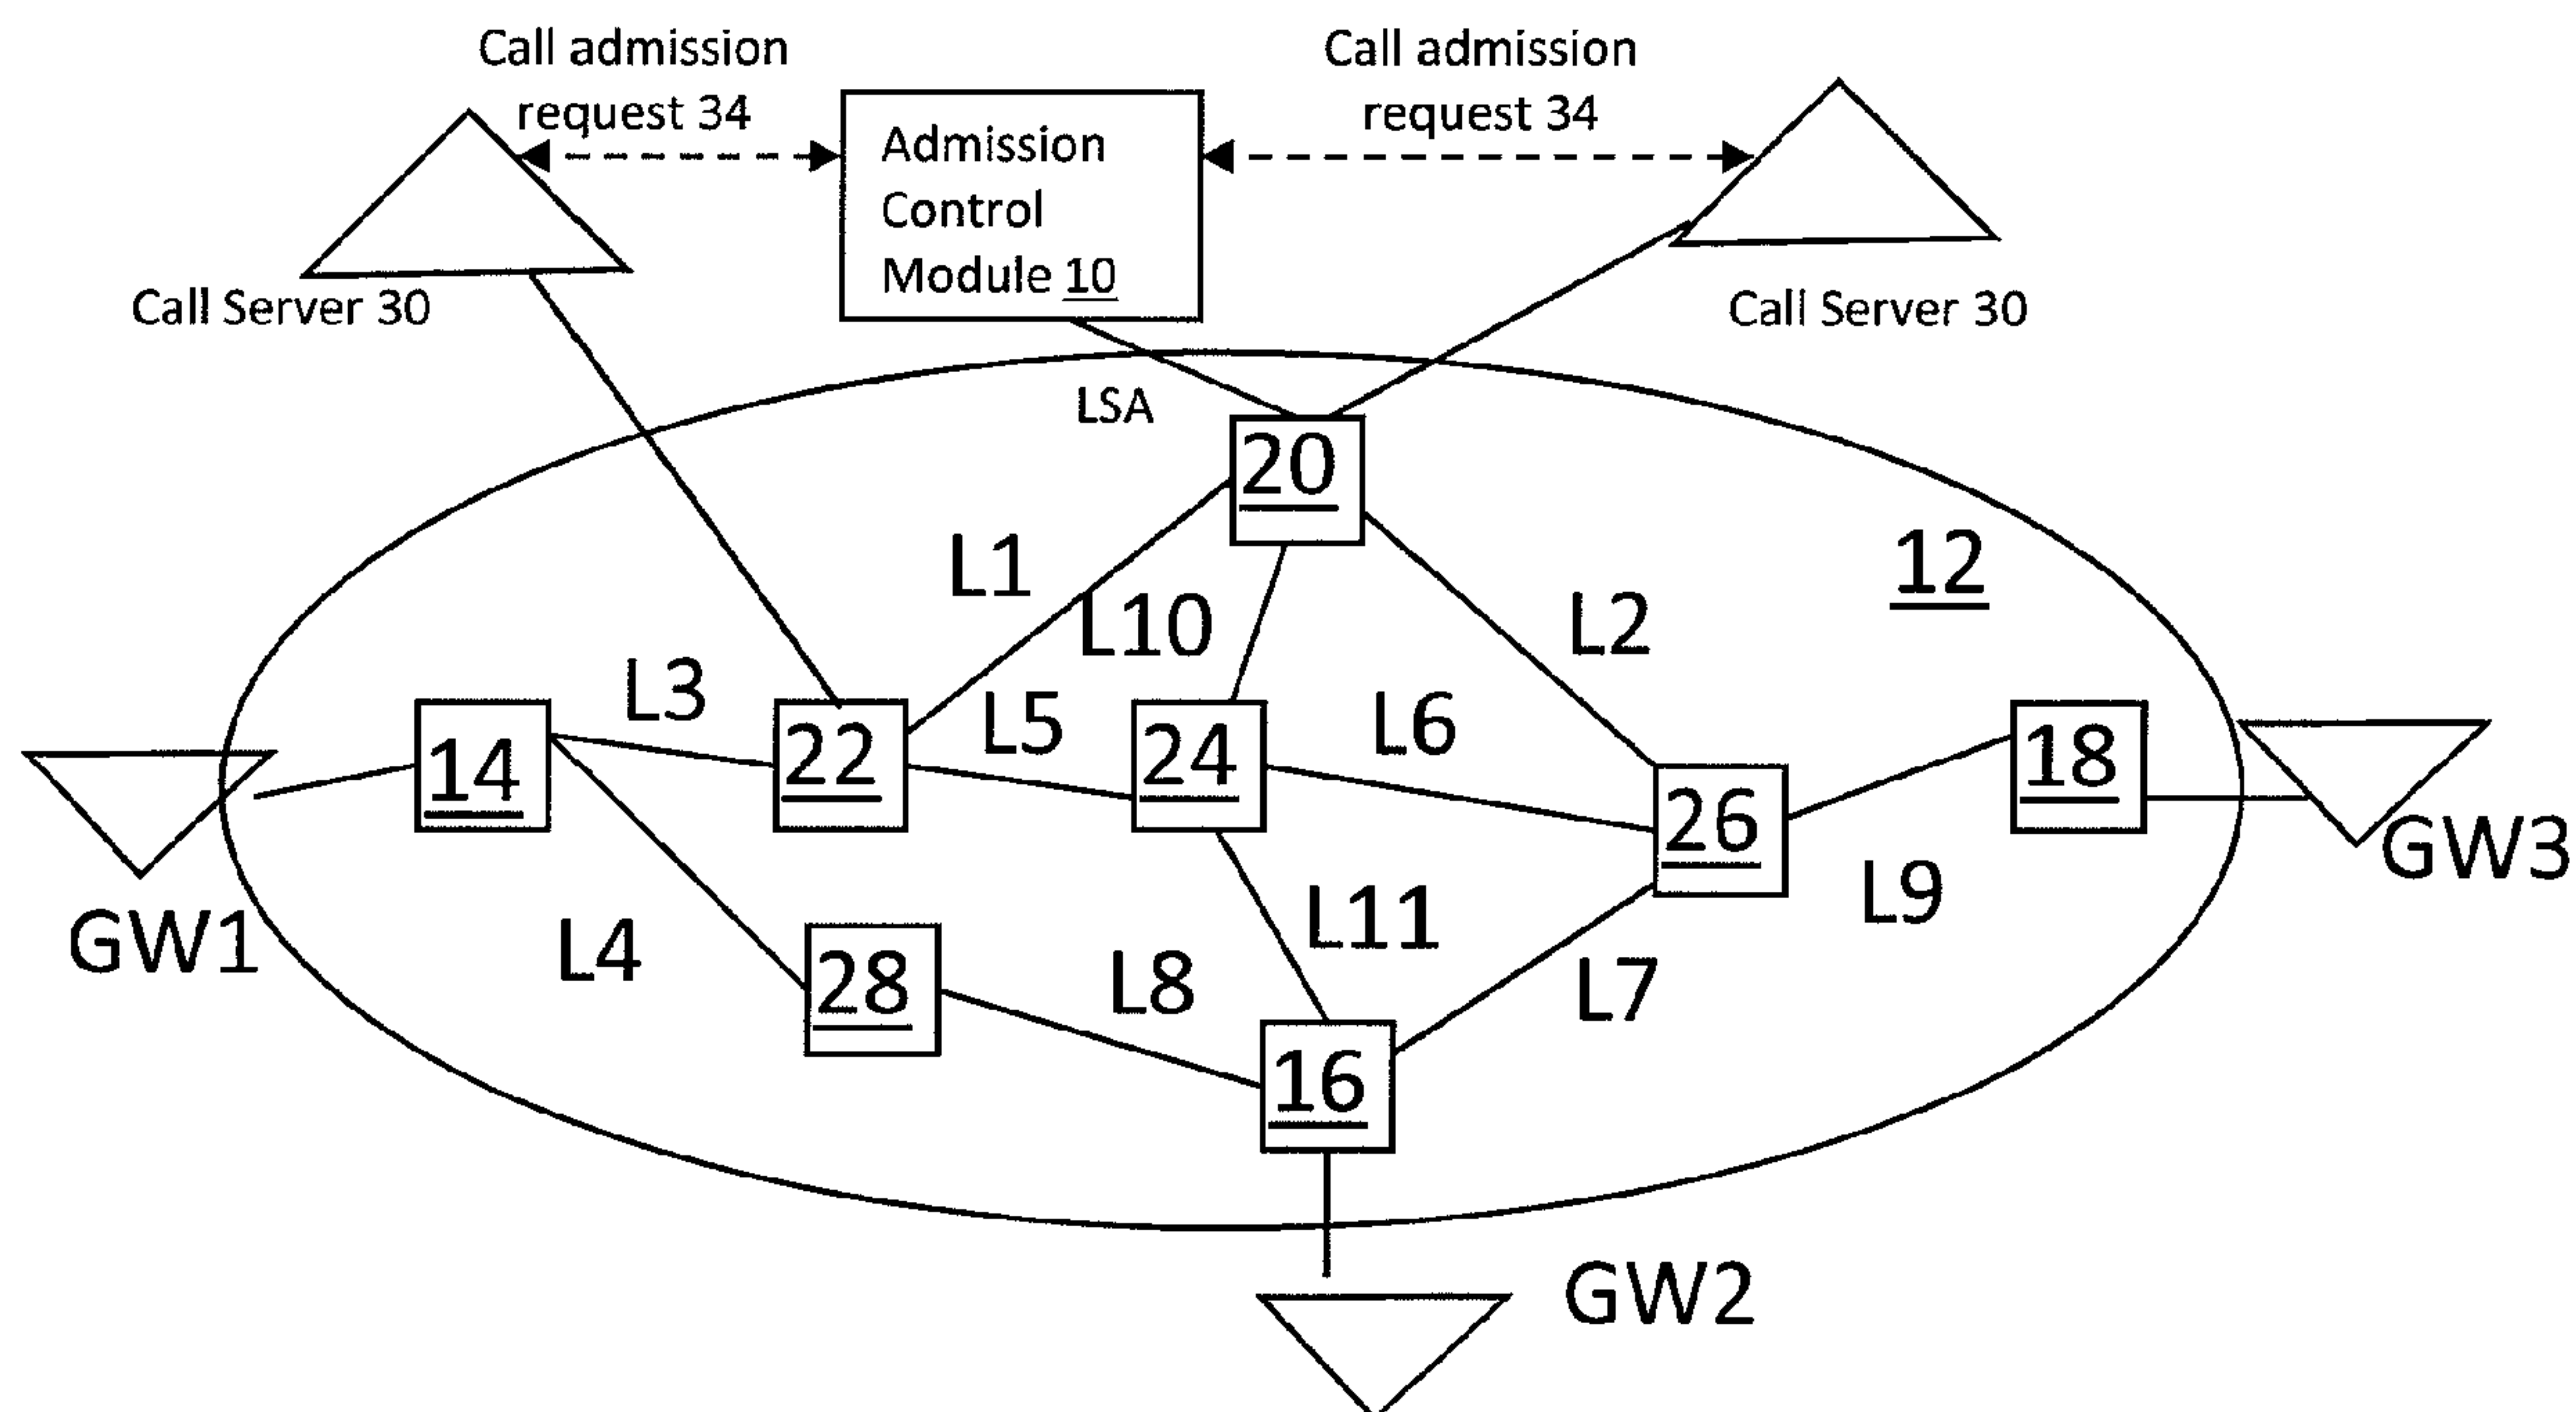 Call admission
request 34
Call admission
request 34
Admission
Control
Module 10
Call Server 30
Call Server 30
LSA
20
12
L1
L10
L2
L3
L5
L6
14
22
24
18
26
GW3
L9
L11
GW1
L4
28
L8
L7
16
GW2